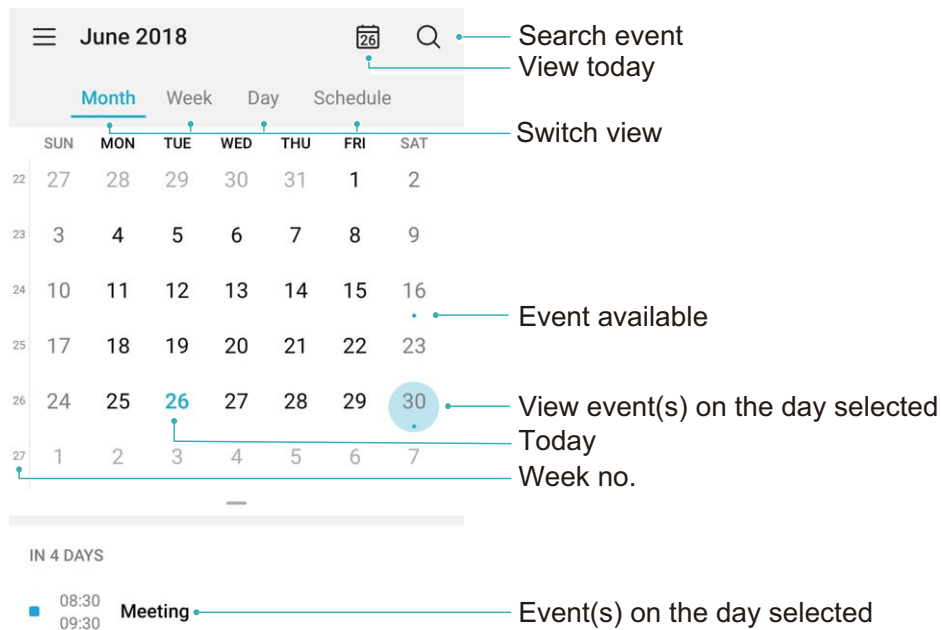 June 2018 26 Search event
View today
Month Week Day Schedule
Switch view
SUN MON TUE WED THU FRI SAT
22 27 28 29 30 31 1 2
23 3 4 5 6 7 8 9
24 10 11 12 13 14 15 16
Event available
25 17 18 19 20 21 22 23
26 24 25 26 27 28 29 30 View event(s) on the day selected
Today
27 1 2 3 4 5 6 7
Week no.
IN 4 DAYS
08:30
Meeting Event(s) on the day selected
09:30